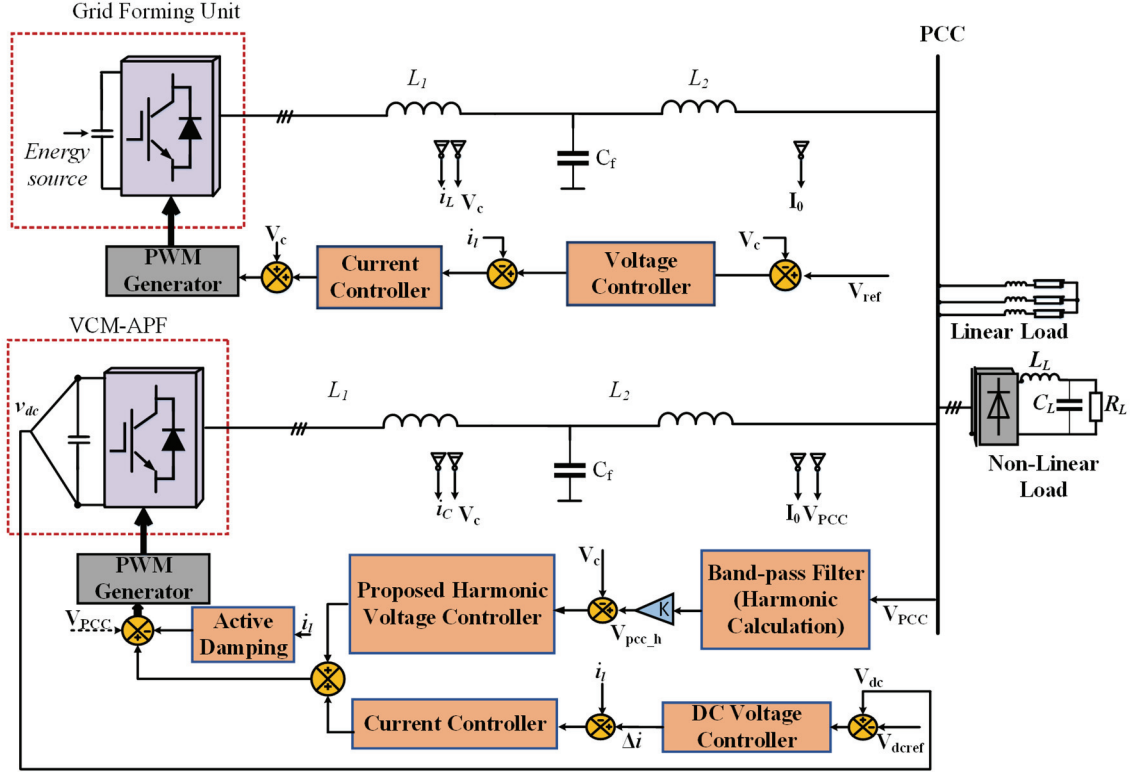 Grid Forming Unit
PCC
L1
L2
Energy
source
Cf
iL Vc
I0
PWM
Generator
Vc
Current
Controller
il
Voltage
Controller
Vc
Vref
Linear Load
VCM-APF
vdc
L1
L2
LL
CL
RL
Non-Linear
Load
Cf
iC Vc
I0 VPCC
PWM
Generator
VPCC
Active
Damping
il
Proposed Harmonic
Voltage Controller
Vc
Vpcc_h
K
Band-pass Filter
(Harmonic
Calculation)
VPCC
Current Controller
il
Δi
DC Voltage
Controller
Vdc
Vdcref